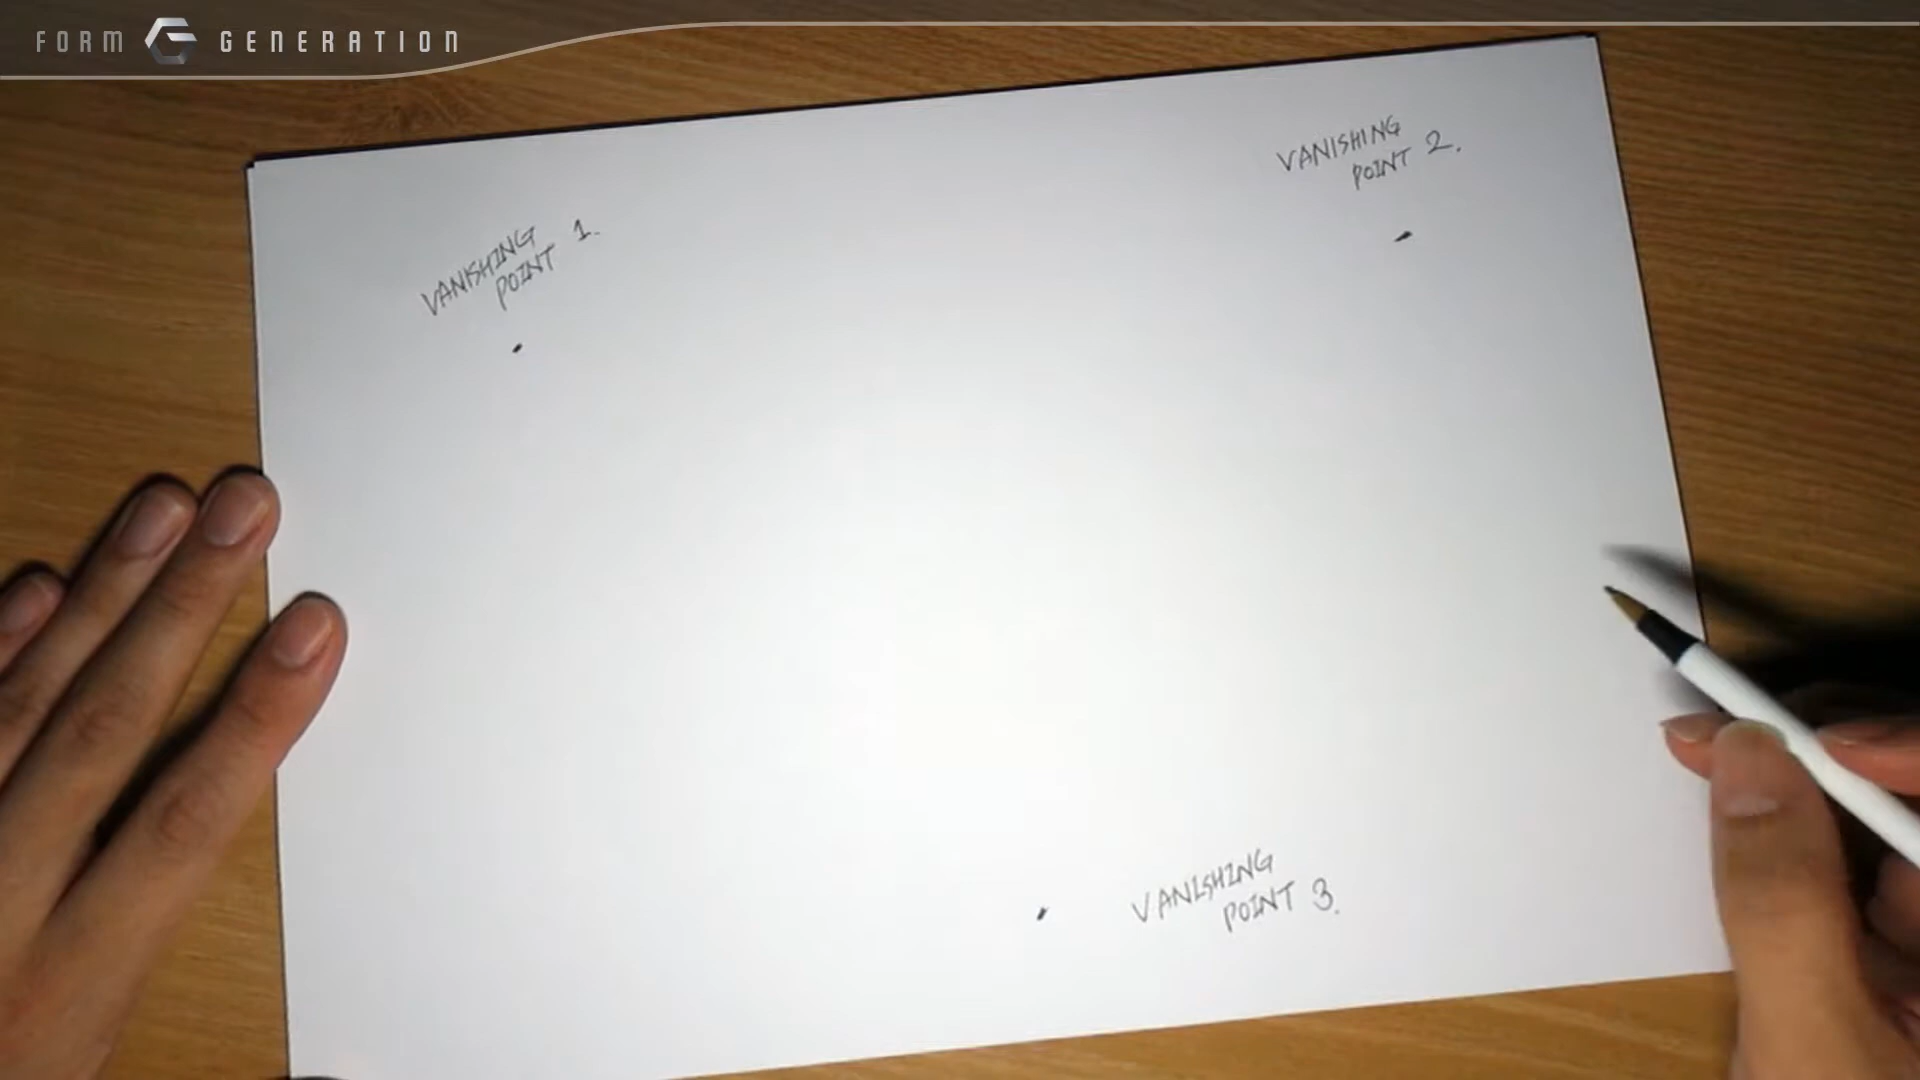 FORM GENERATION
VANISHING
POINT 1.
VANISHING
POINT 2.
VANISHING
POINT 3.